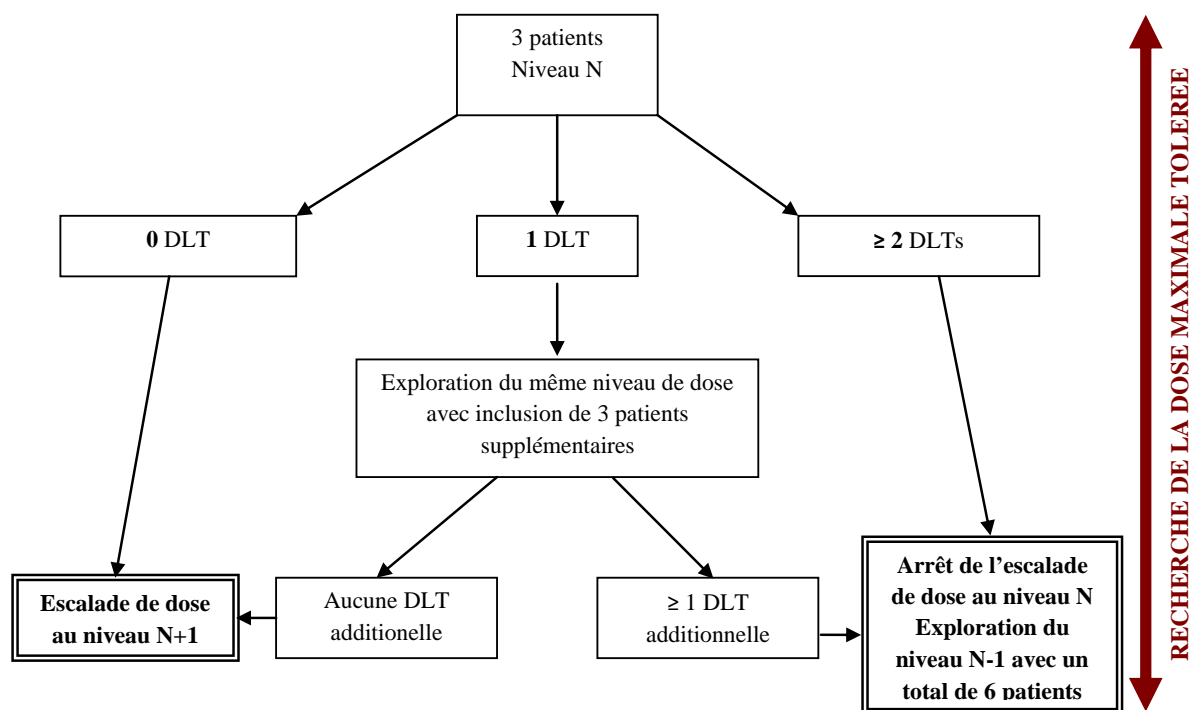 3 patients
Niveau N
0 DLT
1 DLT
≥ 2 DLTs
Exploration du même niveau de dose
avec inclusion de 3 patients
supplémentaires
Escalade de dose
au niveau N+1
Aucune DLT
additionelle
≥ 1 DLT
additionnelle
Arrêt de l’escalade
de dose au niveau N
Exploration du
niveau N-1 avec un
total de 6 patients
RECHERCHE DE LA DOSE MAXIMALE TOLEREE